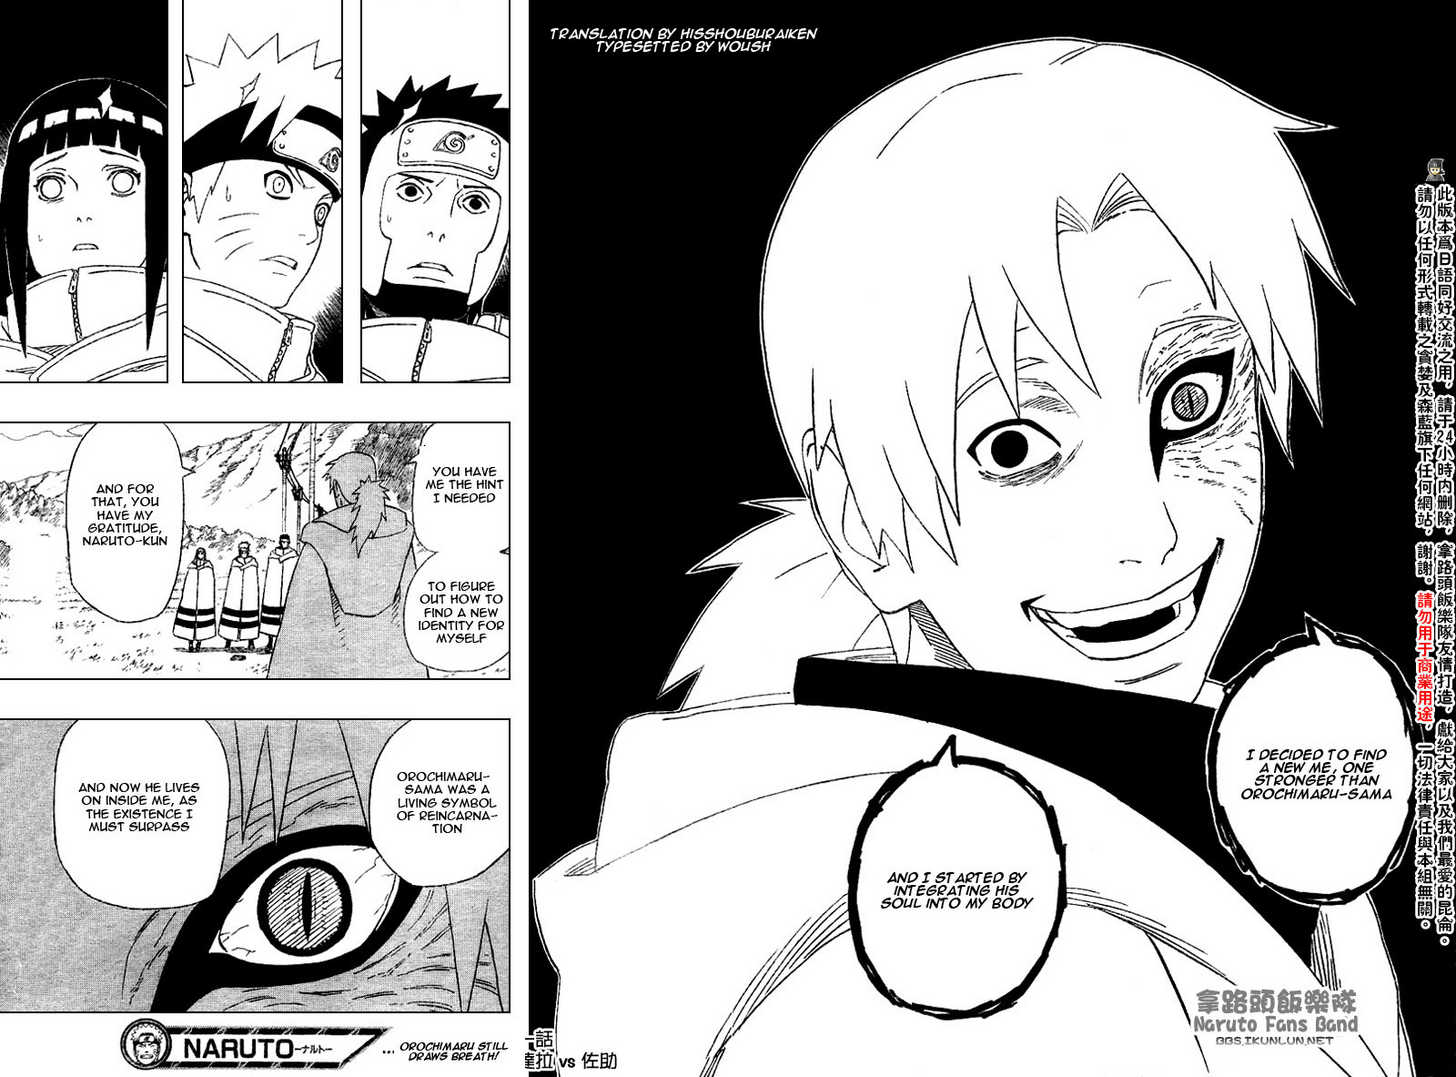 TRANSLATION BY HISSHOUBURAIKEN
TYPESETTED BY WOUSH
I DECIDED TO FIND
A NEW ME, ONE
STRONGER THAN
OROCHIMARU-SAMA
AND I STARTED BY
INTEGRATING HIS
SOUL INTO MY BODY
YOU HAVE
ME THE HINT
I NEEDED
TO FIGURE
OUT HOW TO
FIND A NEW
IDENTITY FOR
MYSELF
AND FOR
THAT, YOU
HAVE MY
GRATITUDE,
NARUTO-KUN
OROCHIMARU-
SAMA WAS A
LIVING SYMBOL
OF REINCARNA-
TION
AND NOW HE LIVES
ON INSIDE ME, AS
THE EXISTENCE I
MUST SURPASS
NARUTO-ナルト-
... OROCHIMARU STILL
DRAWS BREATH!
話
達拉 vs 佐助
此版本爲日語同好交流之用，請于24小時內刪除，拿路頭飯樂隊友情打造，獻給大家以及我們最愛的昆侖。
請勿以任何形式轉載之貪婪及森藍旗下任何網站，謝謝。請勿用于商業用途，一切法律責任與本組無關。
拿路頭飯樂隊
Naruto Fans Band
BBS.IKUNLUN.NET